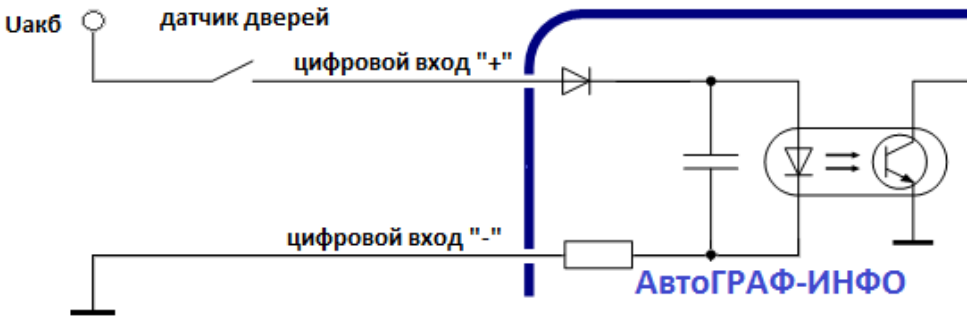 Uакб
датчик дверей
цифровой вход "+"
цифровой вход "-"
АвтоГРАФ-ИНФО